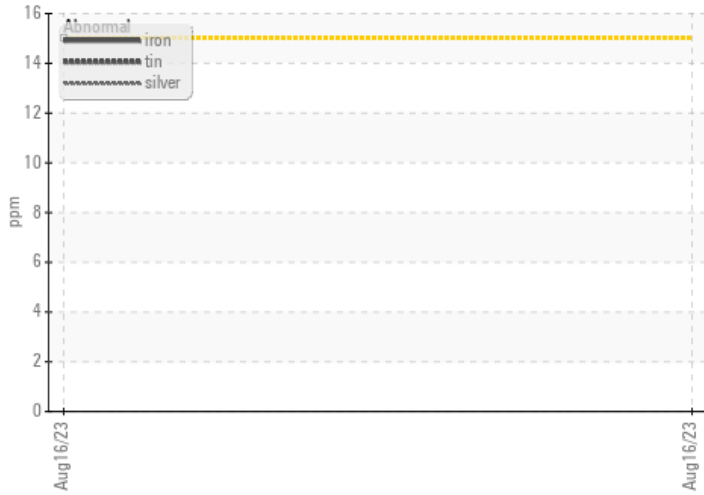 16
Abnormal
iron
tin
silver
14
12
10
8
6
4
2
0
ppm
Aug16/23
Aug16/23